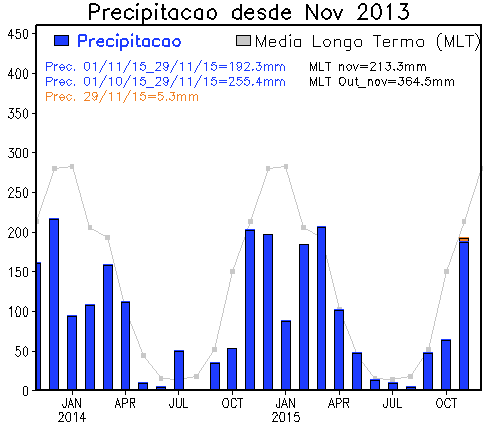 Precipitacao desde Nov 2013
Precipitacao
Media Longo Termo (MLT)
Prec. 01/11/15_29/11/15=192.3mm
MLT nov=213.3mm
Prec. 01/10/15_29/11/15=255.4mm
MLT Out_nov=364.5mm
Prec. 29/11/15=5.3mm
450
400
350
300
250
200
150
100
50
0
JAN APR JUL OCT JAN APR JUL OCT
2014 2015